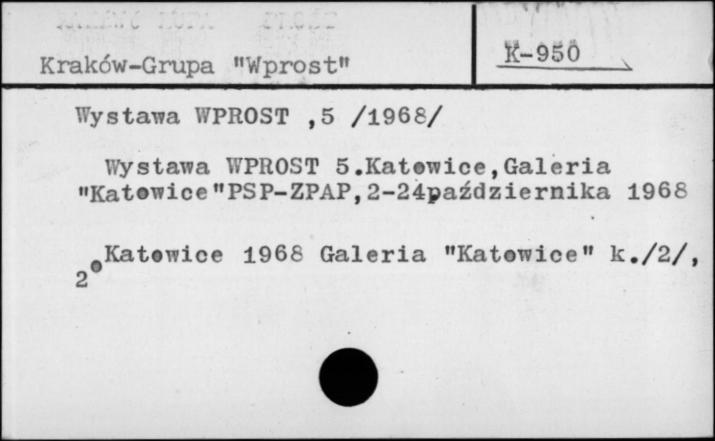 Kraków-Grupa "Wprost"
K-950
Wystawa WPROST ,5 /1968/
Wystawa WPROST 5.Katowice,Galeria
"Katowice"PSP-ZPAP,2-24października 1968
Katowice 1968 Galeria "Katowice" k./2/,
2°